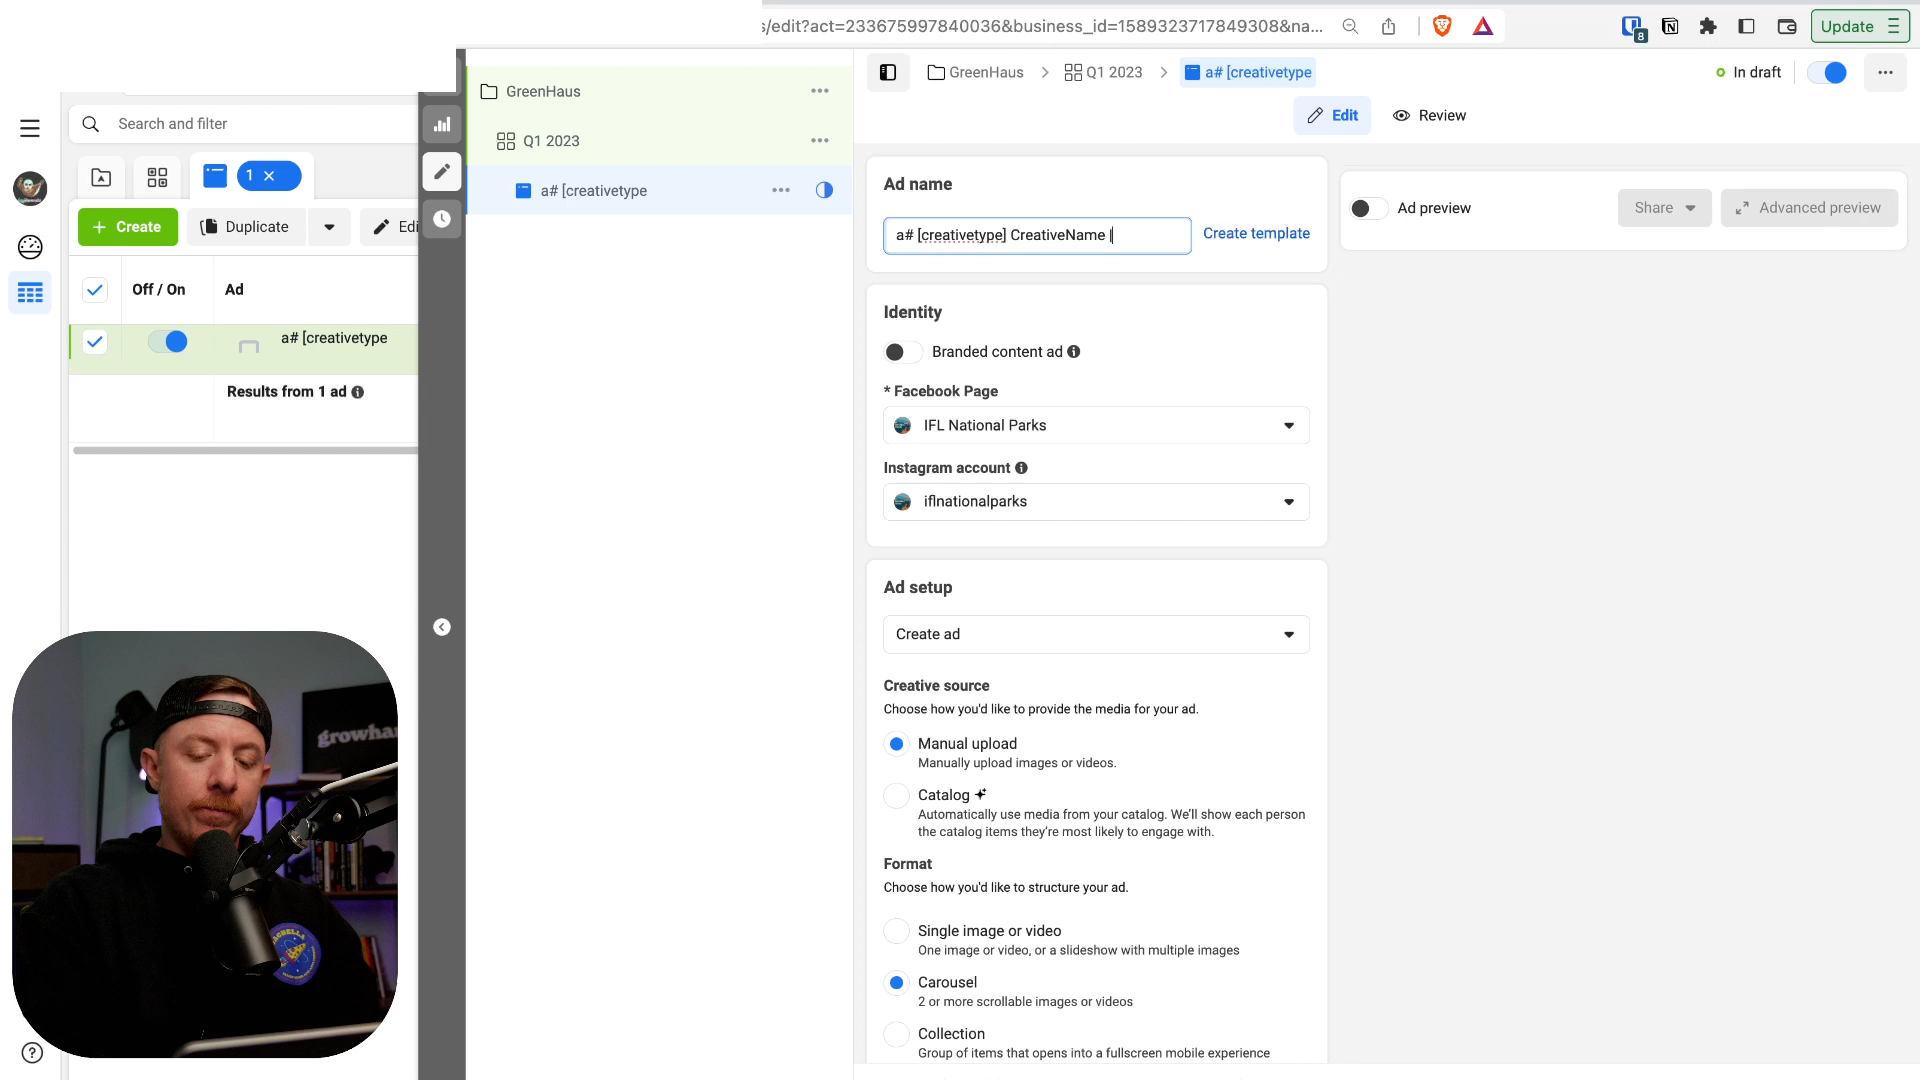 s/edit?act=233675997840036&business_id=1589323717849308&na...
8
Update
GreenHaus
Q1 2023
a# [creativetype
In draft
Edit
Review
GreenHaus
Q1 2023
a# [creativetype
Search and filter
1
Create
Duplicate
Edi
Off / On
Ad
a# [creativetype
Results from 1 ad
Ad name
a# [creativetype] CreativeName |
Create template
Identity
Branded content ad
* Facebook Page
IFL National Parks
Instagram account
iflnationalparks
Ad setup
Create ad
Creative source
Choose how you'd like to provide the media for your ad.
Manual upload
Manually upload images or videos.
Catalog
Automatically use media from your catalog. We'll show each person
the catalog items they're most likely to engage with.
Format
Choose how you'd like to structure your ad.
Single image or video
One image or video, or a slideshow with multiple images
Carousel
2 or more scrollable images or videos
Collection
Group of items that opens into a fullscreen mobile experience
Ad preview
Share
Advanced preview
growha